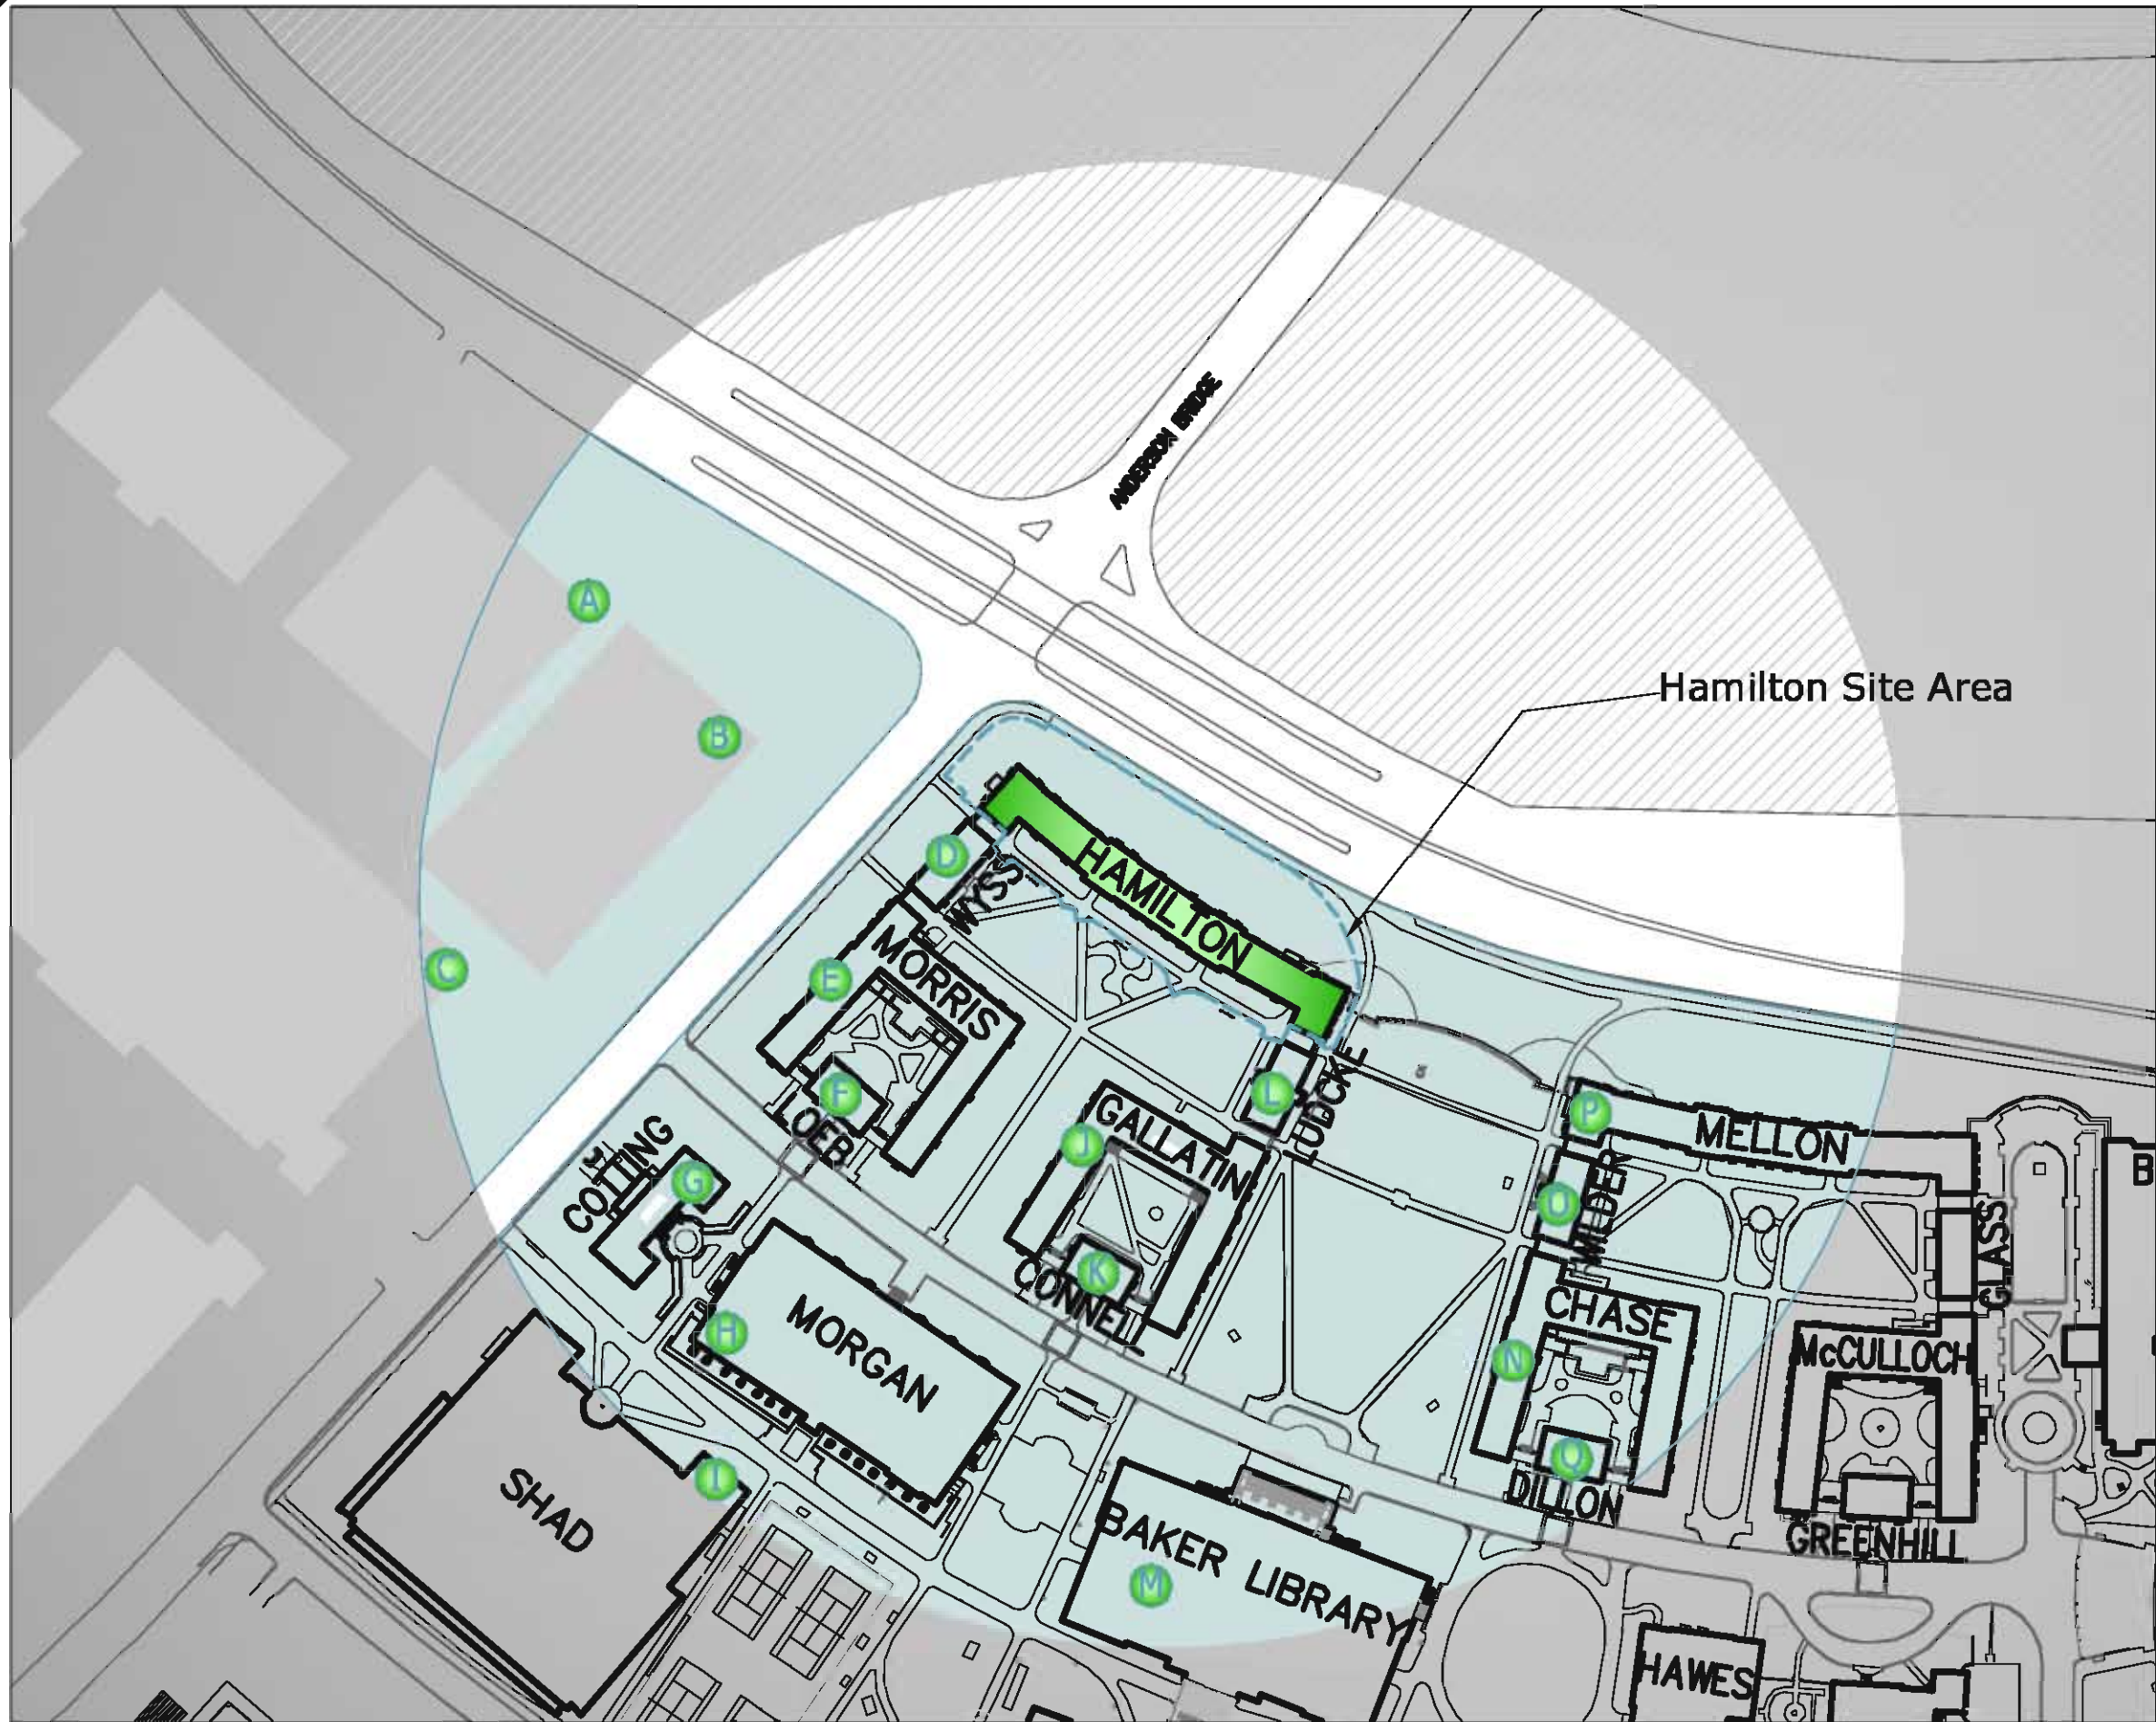 ANDERSON BRIDGE
A
Hamilton Site Area
B
HAMILTON
D
WYSS
C
E
MORRIS
F
LOEB
L
LUDCKE
P
MELLON
B
J
GALLATIN
COTTING
G
O
WILDER
GLASS
K
CONNELL
H
MORGAN
CHASE
N
McCULLOCH
I
SHAD
Q
DILLON
GREENHILL
M
BAKER LIBRARY
HAWES